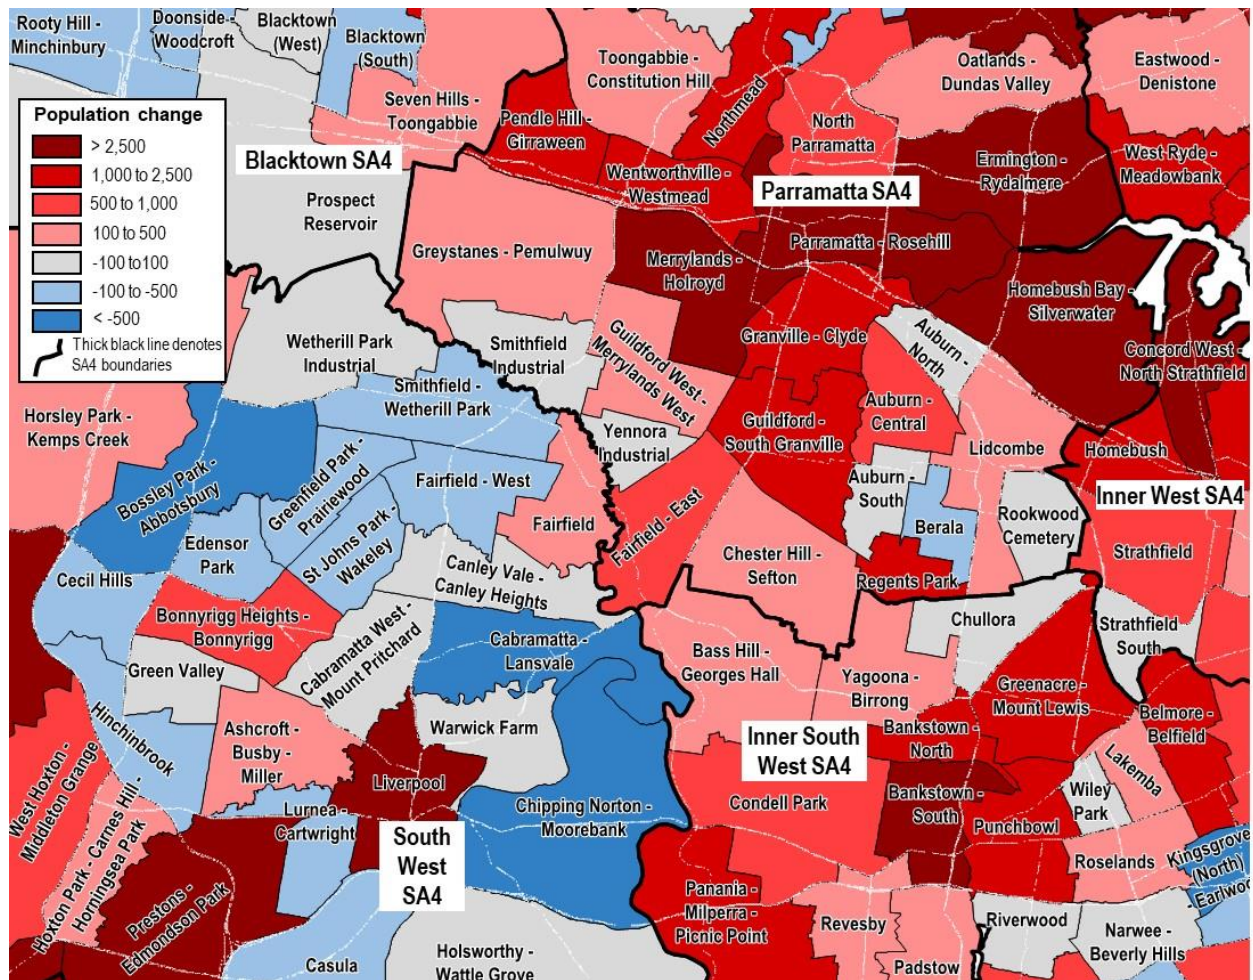 Rooty Hill -
Minchinbury
Doonside -
Woodcroft
Blacktown
(West)
Blacktown
(South)
Toongabbie -
Constitution Hill
Northmead
Oatlands -
Dundas Valley
Eastwood -
Denistone
Population change
> 2,500
1,000 to 2,500
500 to 1,000
100 to 500
-100 to100
-100 to -500
< -500
Thick black line denotes
SA4 boundaries
Seven Hills -
Toongabbie
Pendle Hill -
Girraween
North
Parramatta
Ermington -
Rydalmere
West Ryde -
Meadowbank
Blacktown SA4
Wentworthville -
Westmead
Parramatta SA4
Prospect
Reservoir
Greystanes - Pemulwuy
Parramatta - Rosehill
Merrylands -
Holroyd
Homebush Bay -
Silverwater
Wetherill Park
Industrial
Smithfield
Industrial
Guildford West -
Merrylands West
Granville - Clyde
Auburn -
North
Concord West -
North Strathfield
Smithfield -
Wetherill Park
Horsley Park -
Kemps Creek
Yennora
Industrial
Guildford -
South Granville
Auburn -
Central
Lidcombe
Homebush
Bossley Park -
Abbotsbury
Greenfield Park -
Prairiewood
Fairfield - West
Auburn -
South
Inner West SA4
Fairfield
Fairfield - East
Berala
Rookwood
Cemetery
Edensor
Park
St Johns Park -
Wakeley
Cecil Hills
Canley Vale -
Canley Heights
Chester Hill -
Sefton
Regents Park
Strathfield
Bonnyrigg Heights -
Bonnyrigg
Cabramatta West -
Mount Pritchard
Chullora
Strathfield
South
Cabramatta -
Lansvale
Green Valley
Bass Hill -
Georges Hall
Yagoona -
Birrong
Greenacre -
Mount Lewis
Hinchinbrook
Ashcroft -
Busby -
Miller
Warwick Farm
Bankstown -
North
Belmore -
Belfield
Inner South
West SA4
Lakemba
West Hoxton -
Middleton Grange
Liverpool
Wiley
Park
Hoxton Park - Carnes Hill -
Horningsea Park
Lurnea -
Cartwright
Chipping Norton -
Moorebank
Condell Park
Bankstown -
South
Punchbowl
South
West
SA4
Roselands
Kingsgrove
(North)
- Earlwood
Prestons -
Edmondson Park
Panania -
Milperra -
Picnic Point
Revesby
Riverwood
Narwee -
Beverly Hills
Casula
Holsworthy -
Wattle Grove
Padstow